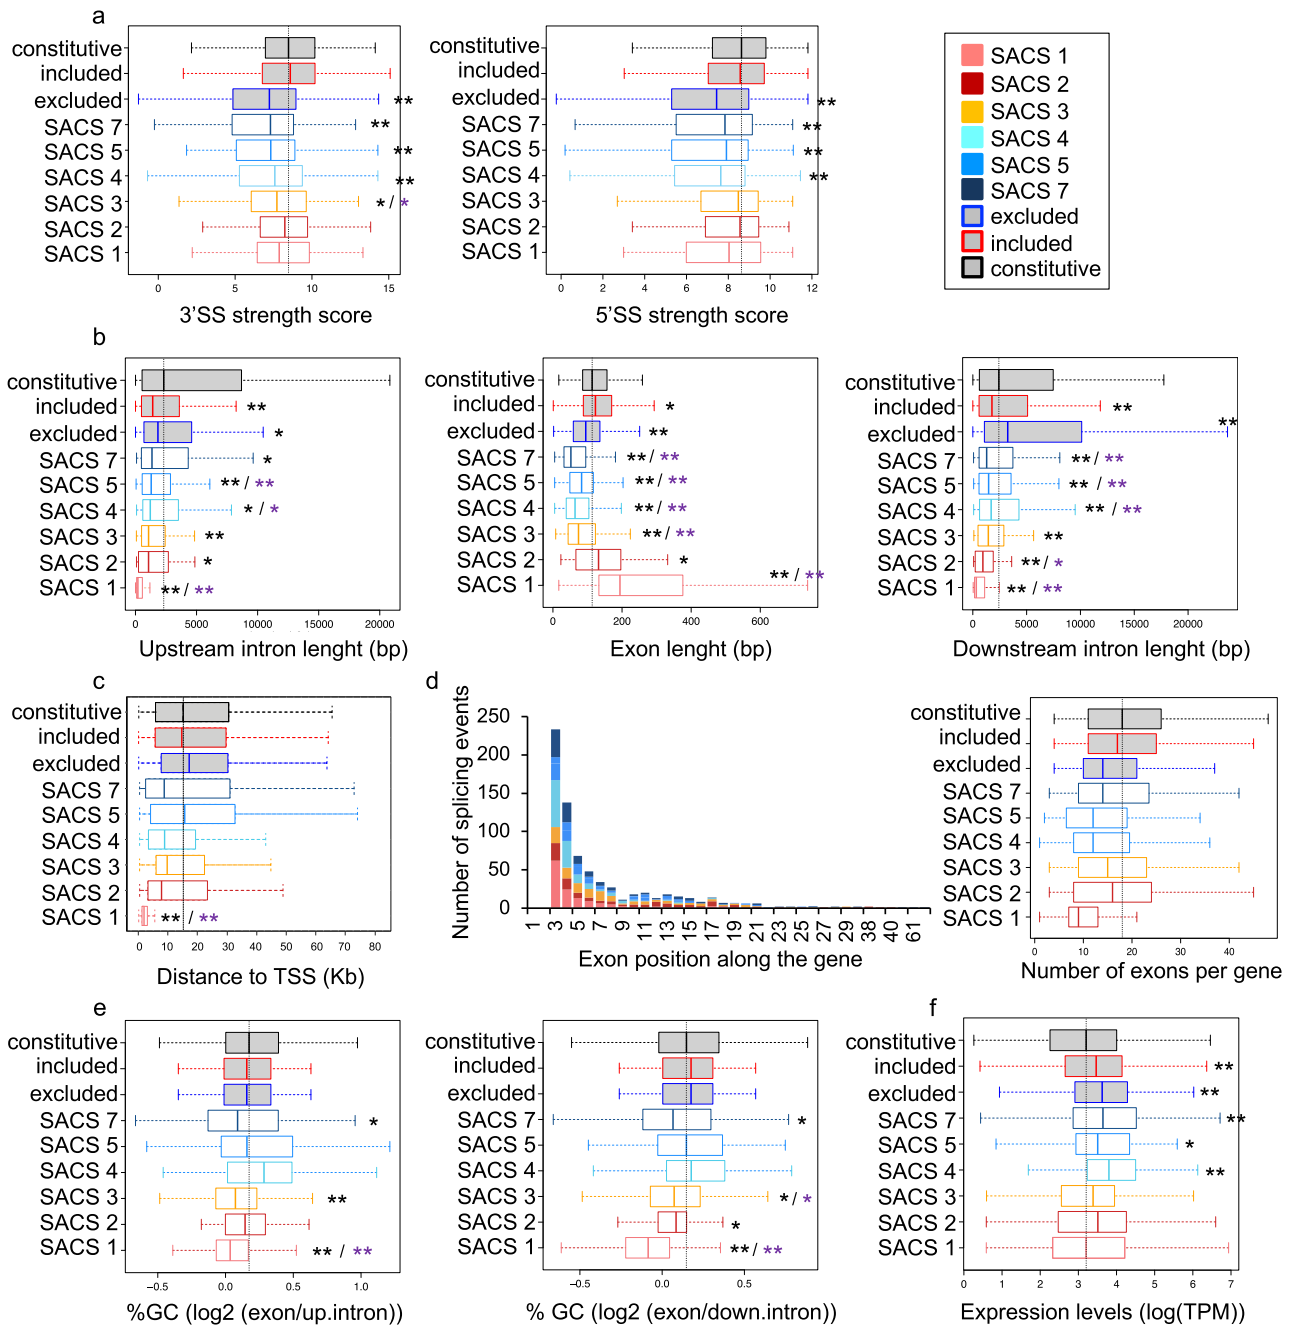 a
constitutive
included
excluded
SACS 7
SACS 5
SACS 4
SACS 3
SACS 2
SACS 1
**
**
**
**
* / *
0 5 10 15
3'SS strength score
constitutive
included
excluded
SACS 7
SACS 5
SACS 4
SACS 3
SACS 2
SACS 1
**
**
**
**
0 2 4 6 8 10 12
5'SS strength score
SACS 1
SACS 2
SACS 3
SACS 4
SACS 5
SACS 7
excluded
included
constitutive
b
constitutive
included **
excluded *
SACS 7 *
SACS 5 ** / **
SACS 4 * / *
SACS 3 **
SACS 2 *
SACS 1 ** / **
0 5000 10000 15000 20000
Upstream intron lenght (bp)
constitutive
included *
excluded **
SACS 7 ** / **
SACS 5 ** / **
SACS 4 ** / **
SACS 3 ** / **
SACS 2 *
SACS 1 ** / **
0 200 400 600
Exon lenght (bp)
constitutive
included **
excluded **
SACS 7 ** / **
SACS 5 ** / **
SACS 4 ** / **
SACS 3 **
SACS 2 ** / *
SACS 1 ** / **
0 5000 10000 15000 20000
Downstream intron lenght (bp)
c
constitutive
included
excluded
SACS 7
SACS 5
SACS 4
SACS 3
SACS 2
SACS 1 ** / **
0 10 20 30 40 50 60 70 80
Distance to TSS (Kb)
d
Number of splicing events
250
200
150
100
50
0
1 3 5 7 9 11 13 15 17 19 21 23 25 27 29 38 40 61
Exon position along the gene
constitutive
included
excluded
SACS 7
SACS 5
SACS 4
SACS 3
SACS 2
SACS 1
0 10 20 30 40
Number of exons per gene
e
constitutive
included
excluded
SACS 7 *
SACS 5
SACS 4
SACS 3 **
SACS 2
SACS 1 ** / **
−0.5 0.0 0.5 1.0
%GC (log2 (exon/up.intron))
constitutive
included
excluded
SACS 7 *
SACS 5
SACS 4
SACS 3 * / *
SACS 2 *
SACS 1 ** / **
−0.5 0.0 0.5
% GC (log2 (exon/down.intron))
f
constitutive
included **
excluded **
SACS 7 **
SACS 5 *
SACS 4 **
SACS 3
SACS 2
SACS 1
0 1 2 3 4 5 6 7
Expression levels (log(TPM))